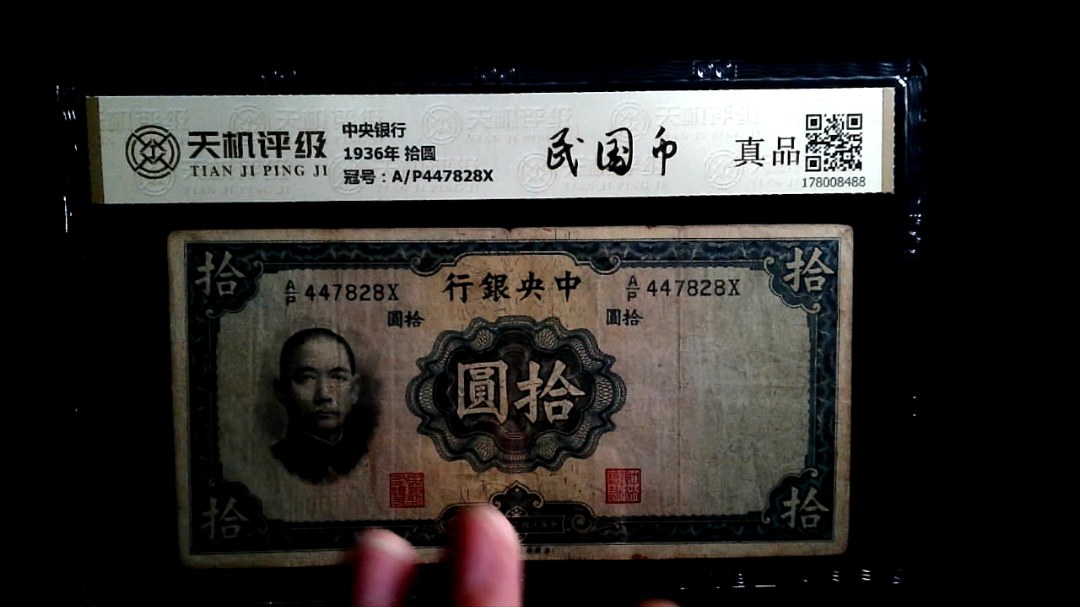 天机评级
TIAN JI PING JI
中央银行
1936年 拾圆
冠号：A/P447828X
民国币
真品
178008488
拾
拾
A/P 447828X
行銀央中
A/P 447828X
圓拾
圓拾
圓拾
拾
拾